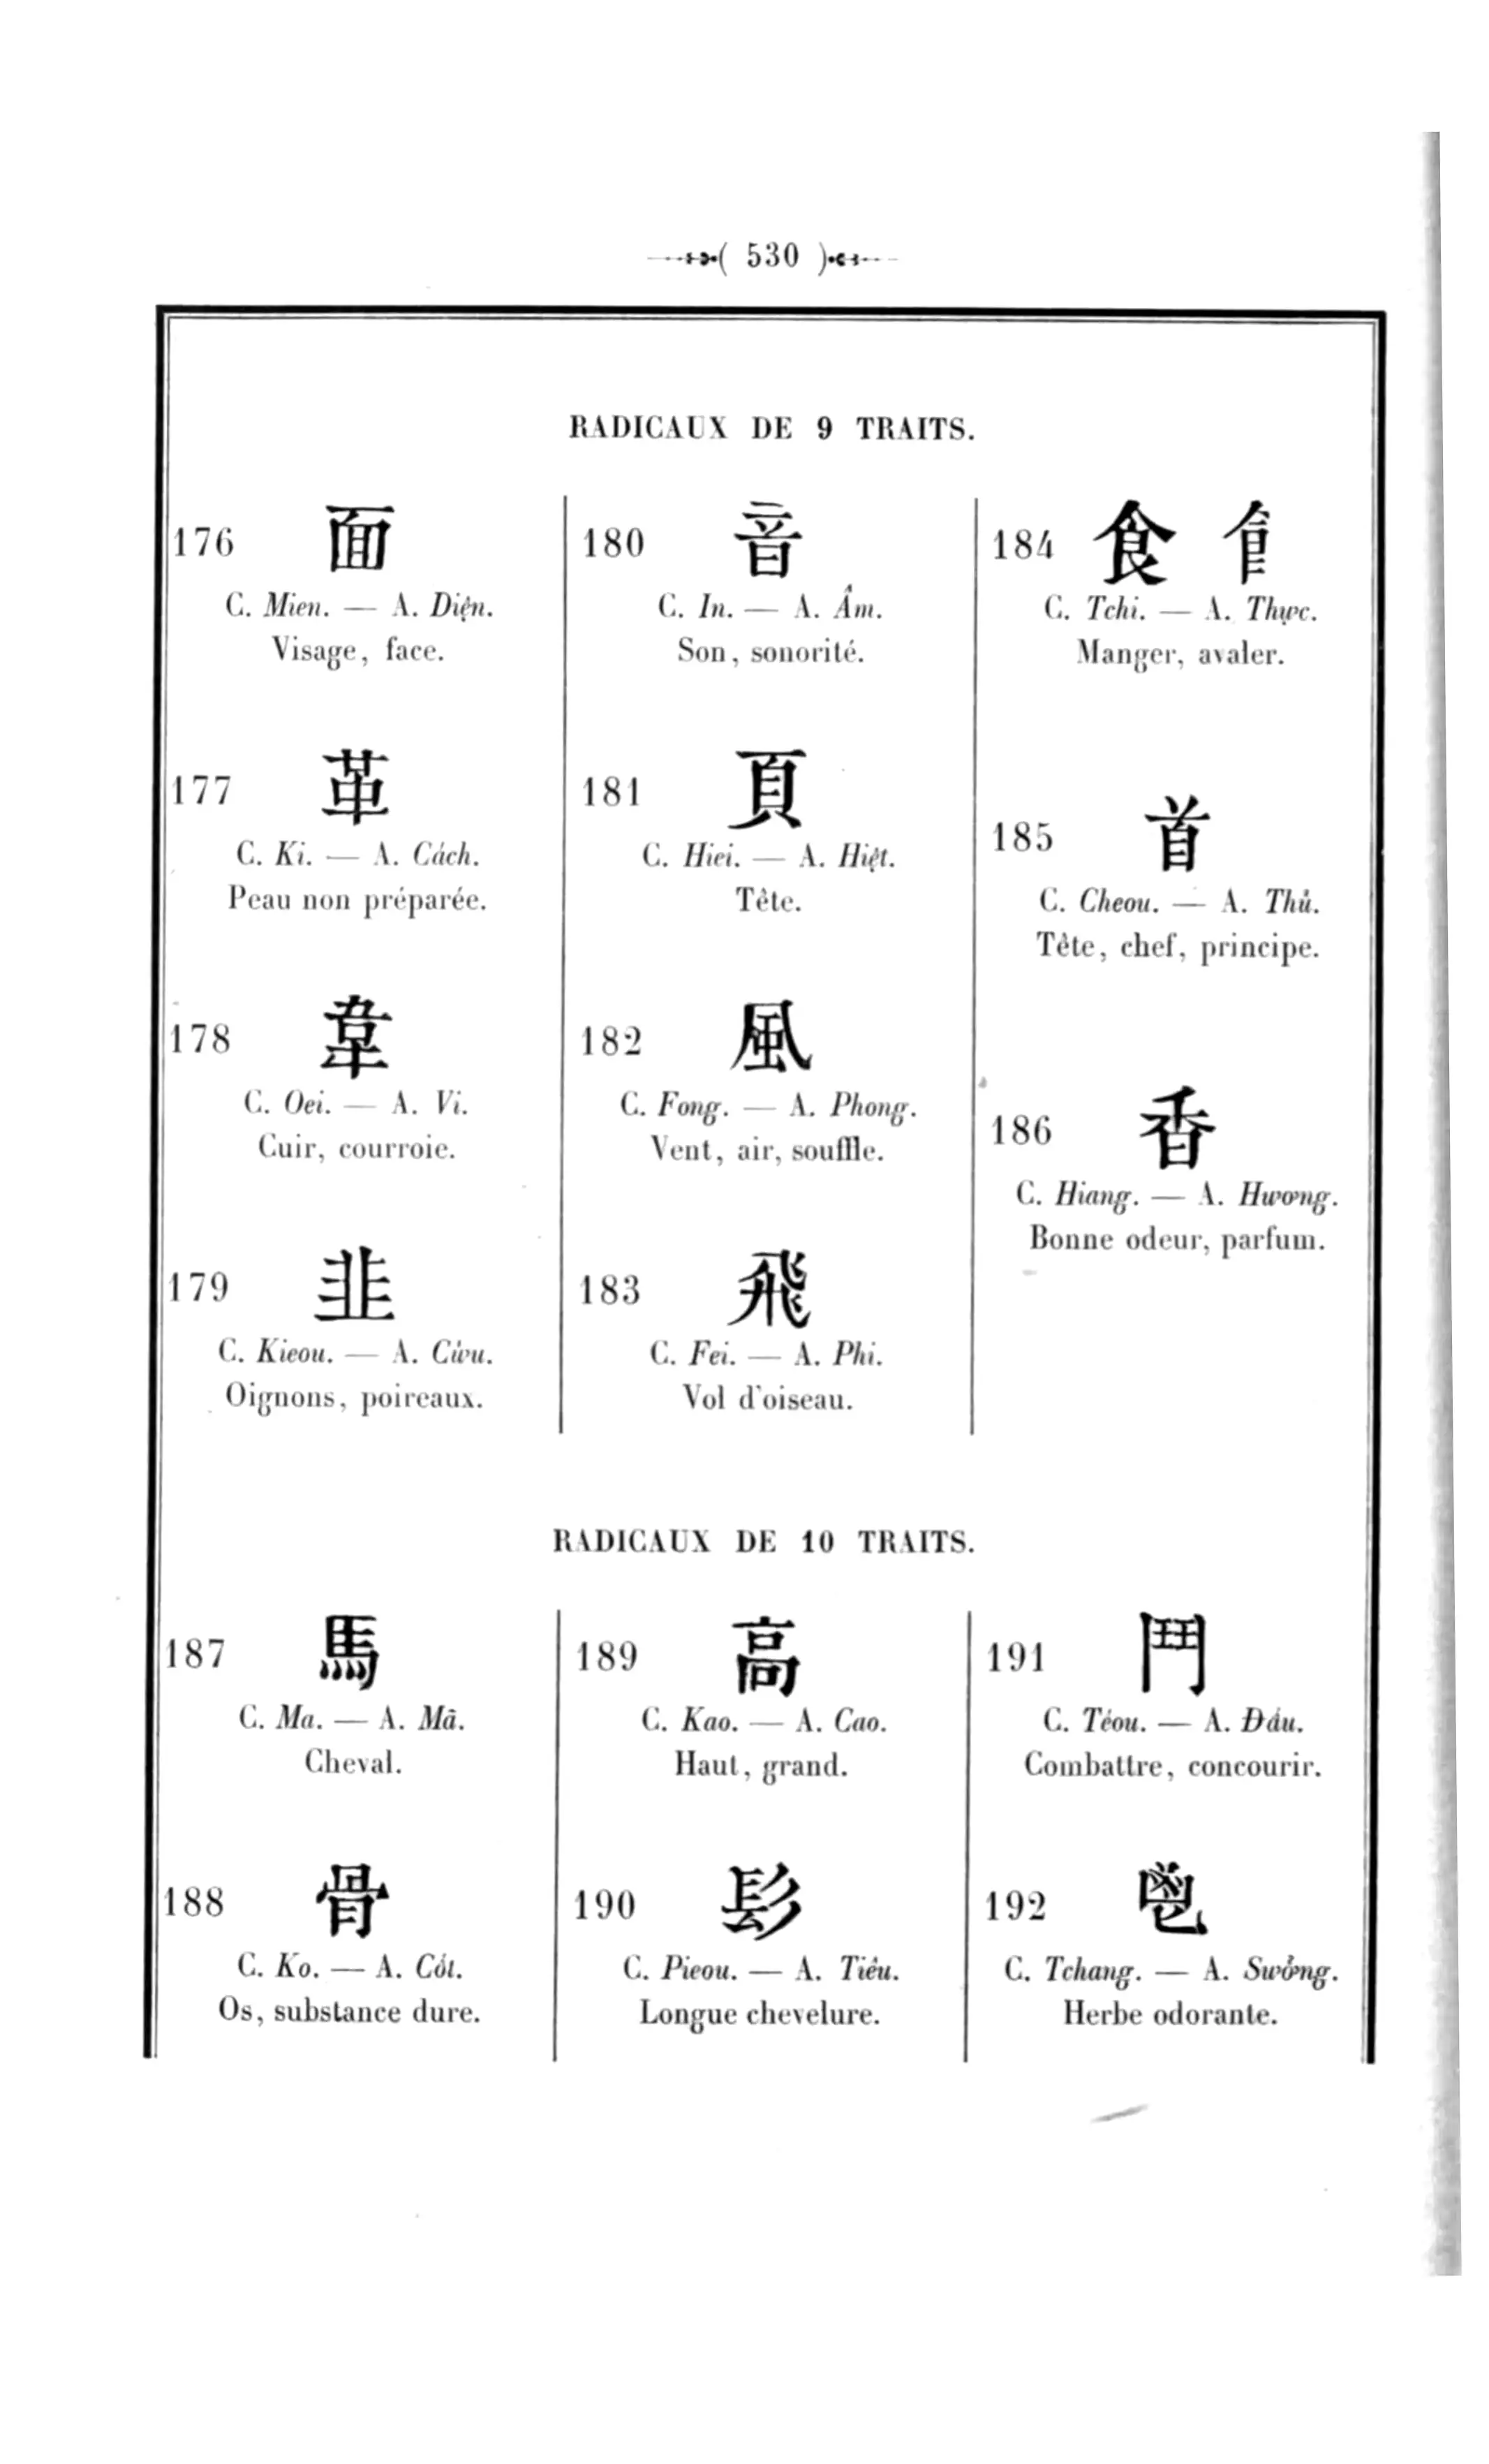 ( 530 )
RADICAUX DE 9 TRAITS.
176 面
C. Mien. — A. Diện.
Visage, face.
177 革
C. Ki. — A. Cách.
Peau non préparée.
178 韋
C. Oei. — A. Vi.
Cuir, courroie.
179 韭
C. Kieou. — A. Cửu.
Oignons, poireaux.
180 音
C. In. — A. Âm.
Son, sonorité.
181 頁
C. Hiei. — A. Hiệt.
Tête.
182 風
C. Fong. — A. Phong.
Vent, air, souffle.
183 飛
C. Fei. — A. Phi.
Vol d'oiseau.
184 食 飠
C. Tchi. — A. Thực.
Manger, avaler.
185 首
C. Cheou. — A. Thủ.
Tête, chef, principe.
186 香
C. Hiang. — A. Hương.
Bonne odeur, parfum.
RADICAUX DE 10 TRAITS.
187 馬
C. Ma. — A. Mã.
Cheval.
188 骨
C. Ko. — A. Cốt.
Os, substance dure.
189 高
C. Kao. — A. Cao.
Haut, grand.
190 髟
C. Pieou. — A. Tiêu.
Longue chevelure.
191 鬥
C. Téou. — A. Đấu.
Combattre, concourir.
192 鬯
C. Tchang. — A. Sưởng.
Herbe odorante.